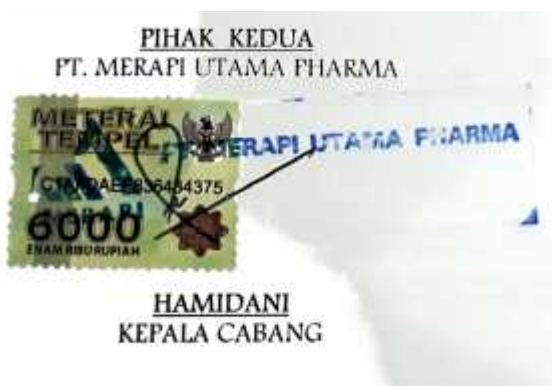 PIHAK KEDUA
PT. MERAPI UTAMA PHARMA
METERAI
TEMPEL
ERAPI UTAMA PHARMA
6000
ENAM RIBU RUPIAH
HAMIDANI
KEPALA CABANG